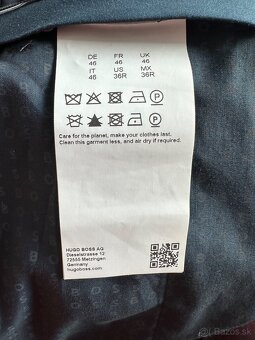 DE FR UK
46 46 46
IT US MX
46 36R 36R
Care for the planet, make your clothes last.
Clean this garment less, and air dry if required.
HUGO BOSS AG
Dieselstrasse 12
72555 Metzingen
Germany
hugoboss.com
Bazos.sk